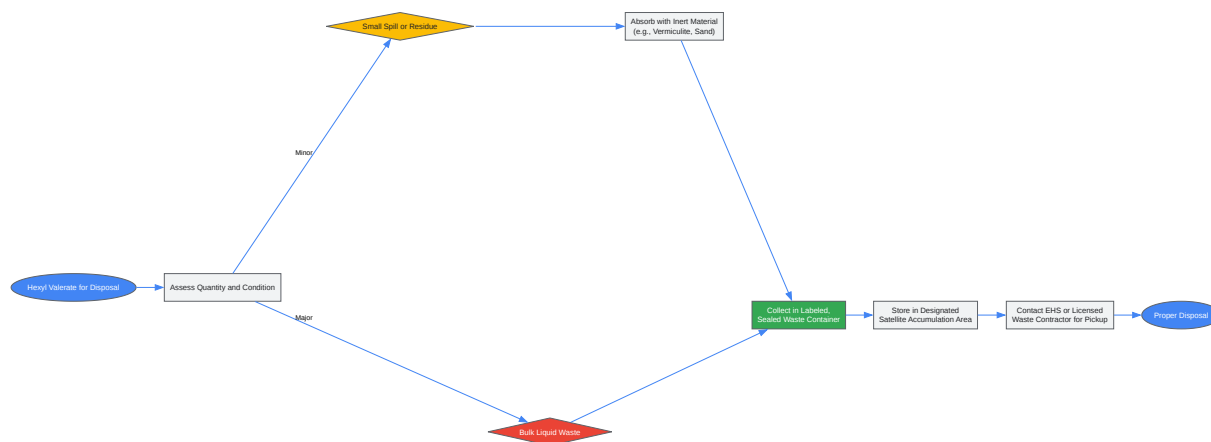 Small Spill or Residue
Absorb with Inert Material
(e.g., Vermiculite, Sand)
Minor
Hexyl Valerate for Disposal
Assess Quantity and Condition
Major
Collect in Labeled,
Sealed Waste Container
Store in Designated
Satellite Accumulation Area
Contact EHS or Licensed
Waste Contractor for Pickup
Proper Disposal
Bulk Liquid Waste